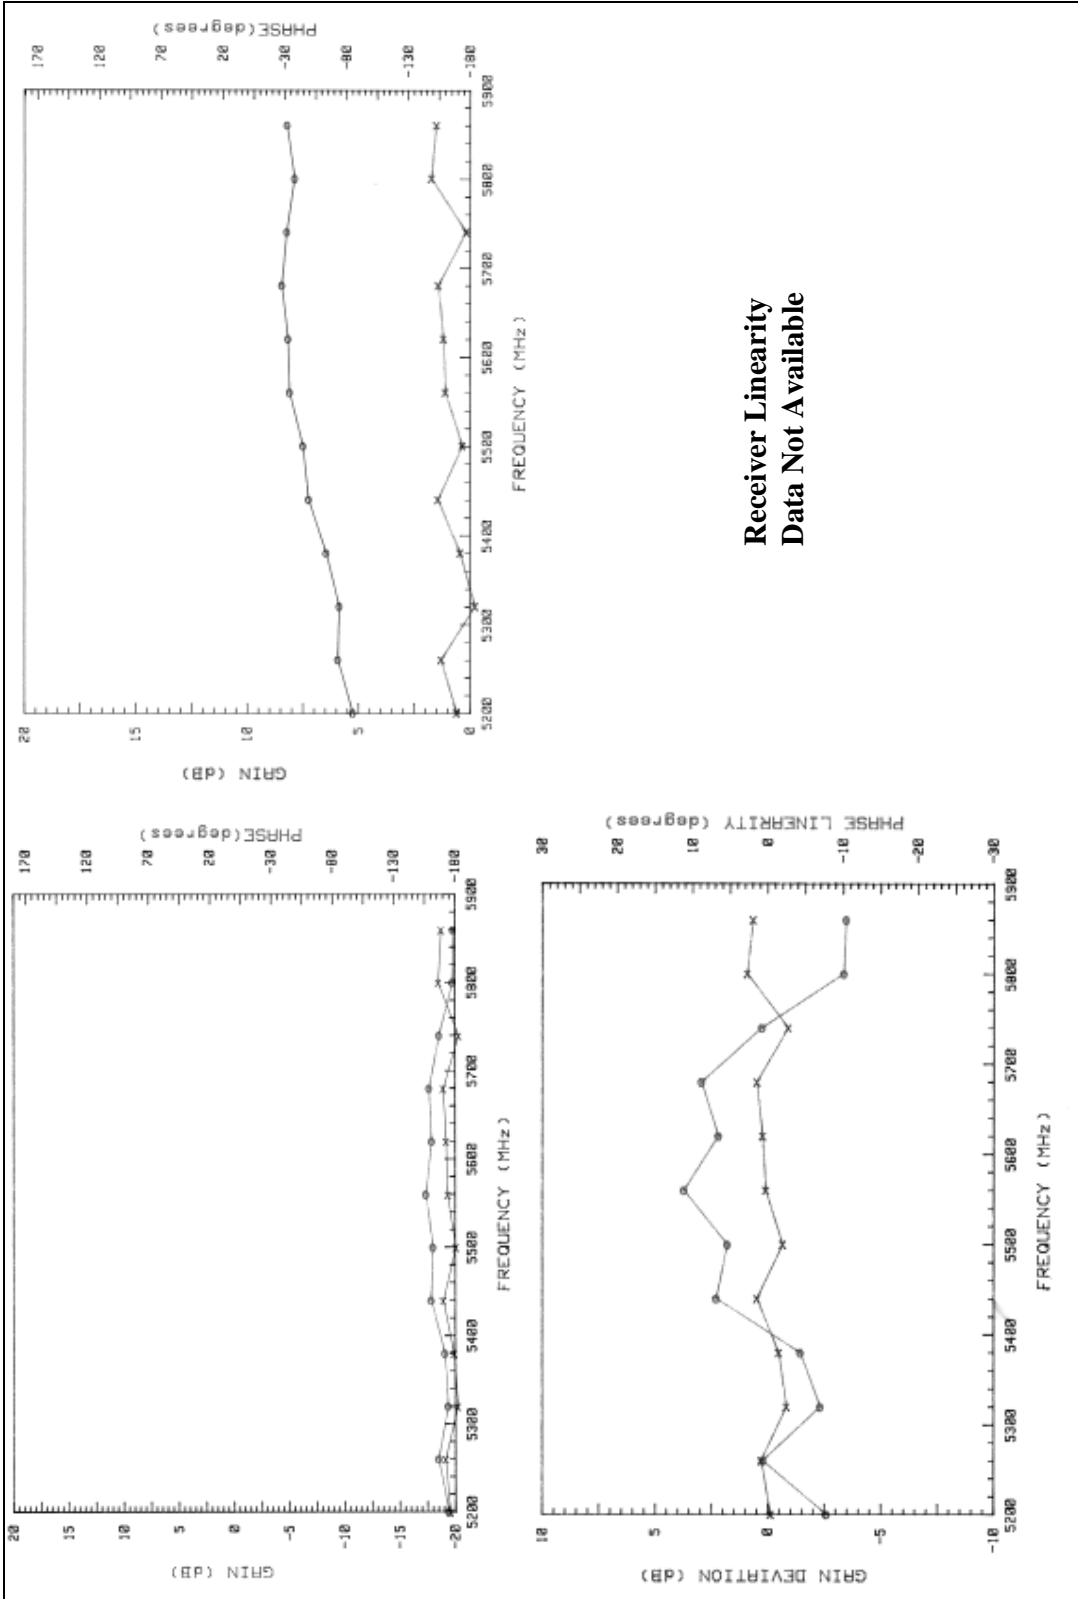 PHASE(degrees)
170 120 70 20 -30 -80 -130 -180
20 15 10 5 0
GAIN (dB)
5200 5300 5400 5500 5600 5700 5800 5900
FREQUENCY (MHz)
PHASE(degrees)
170 120 70 20 -30 -80 -130 -180
20 15 10 5 0 -5 -10 -15 -20
GAIN (dB)
5200 5300 5400 5500 5600 5700 5800 5900
FREQUENCY (MHz)
PHASE LINEARITY (degrees)
30 20 10 0 -10 -20 -30
10 5 0 -5 -10
GAIN DEVIATION (dB)
5200 5300 5400 5500 5600 5700 5800 5900
FREQUENCY (MHz)
Receiver Linearity
Data Not Available